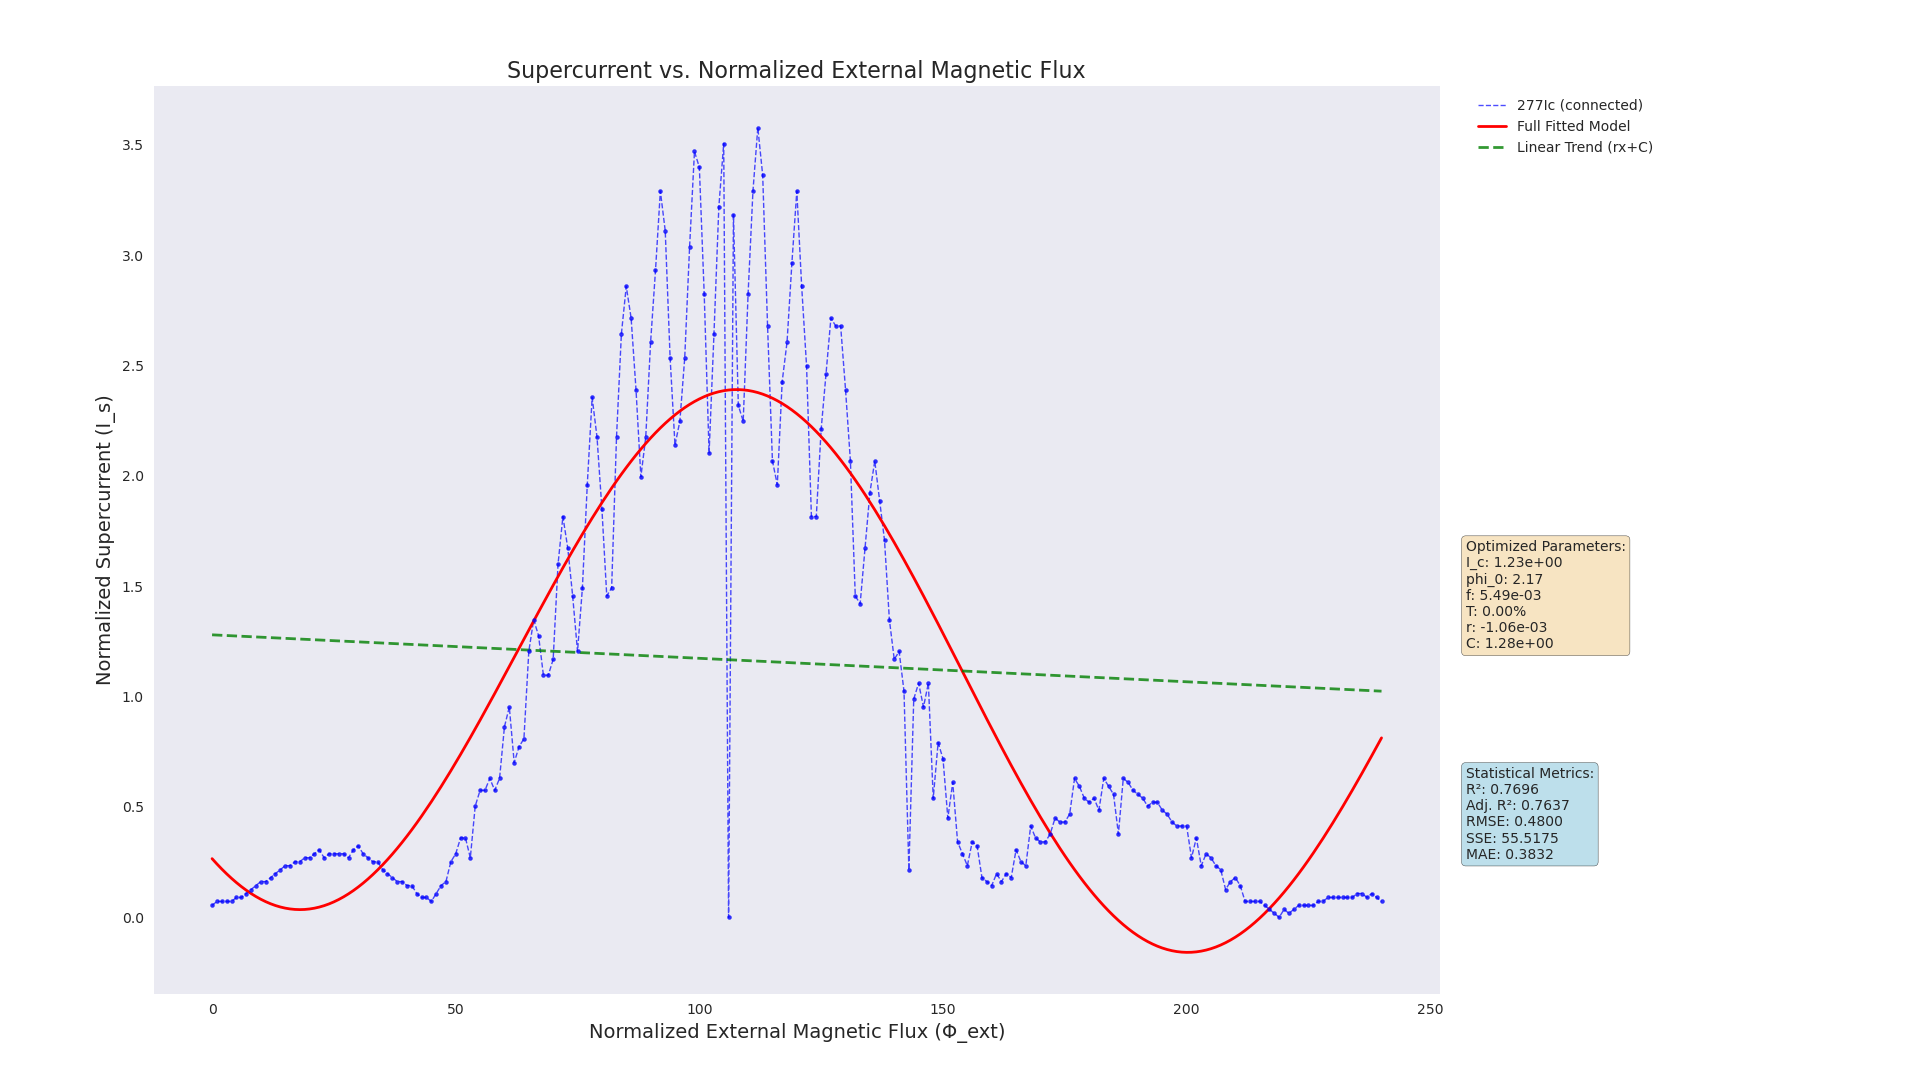 Supercurrent vs. Normalized External Magnetic Flux
277Ic (connected)
Full Fitted Model
Linear Trend (rx+C)
Normalized Supercurrent (I_s)
3.5
3.0
2.5
2.0
1.5
1.0
0.5
0.0
0
50
100
150
200
250
Normalized External Magnetic Flux (Φ_ext)
Optimized Parameters:
I_c: 1.23e+00
phi_0: 2.17
f: 5.49e-03
T: 0.00%
r: -1.06e-03
C: 1.28e+00
Statistical Metrics:
R²: 0.7696
Adj. R²: 0.7637
RMSE: 0.4800
SSE: 55.5175
MAE: 0.3832